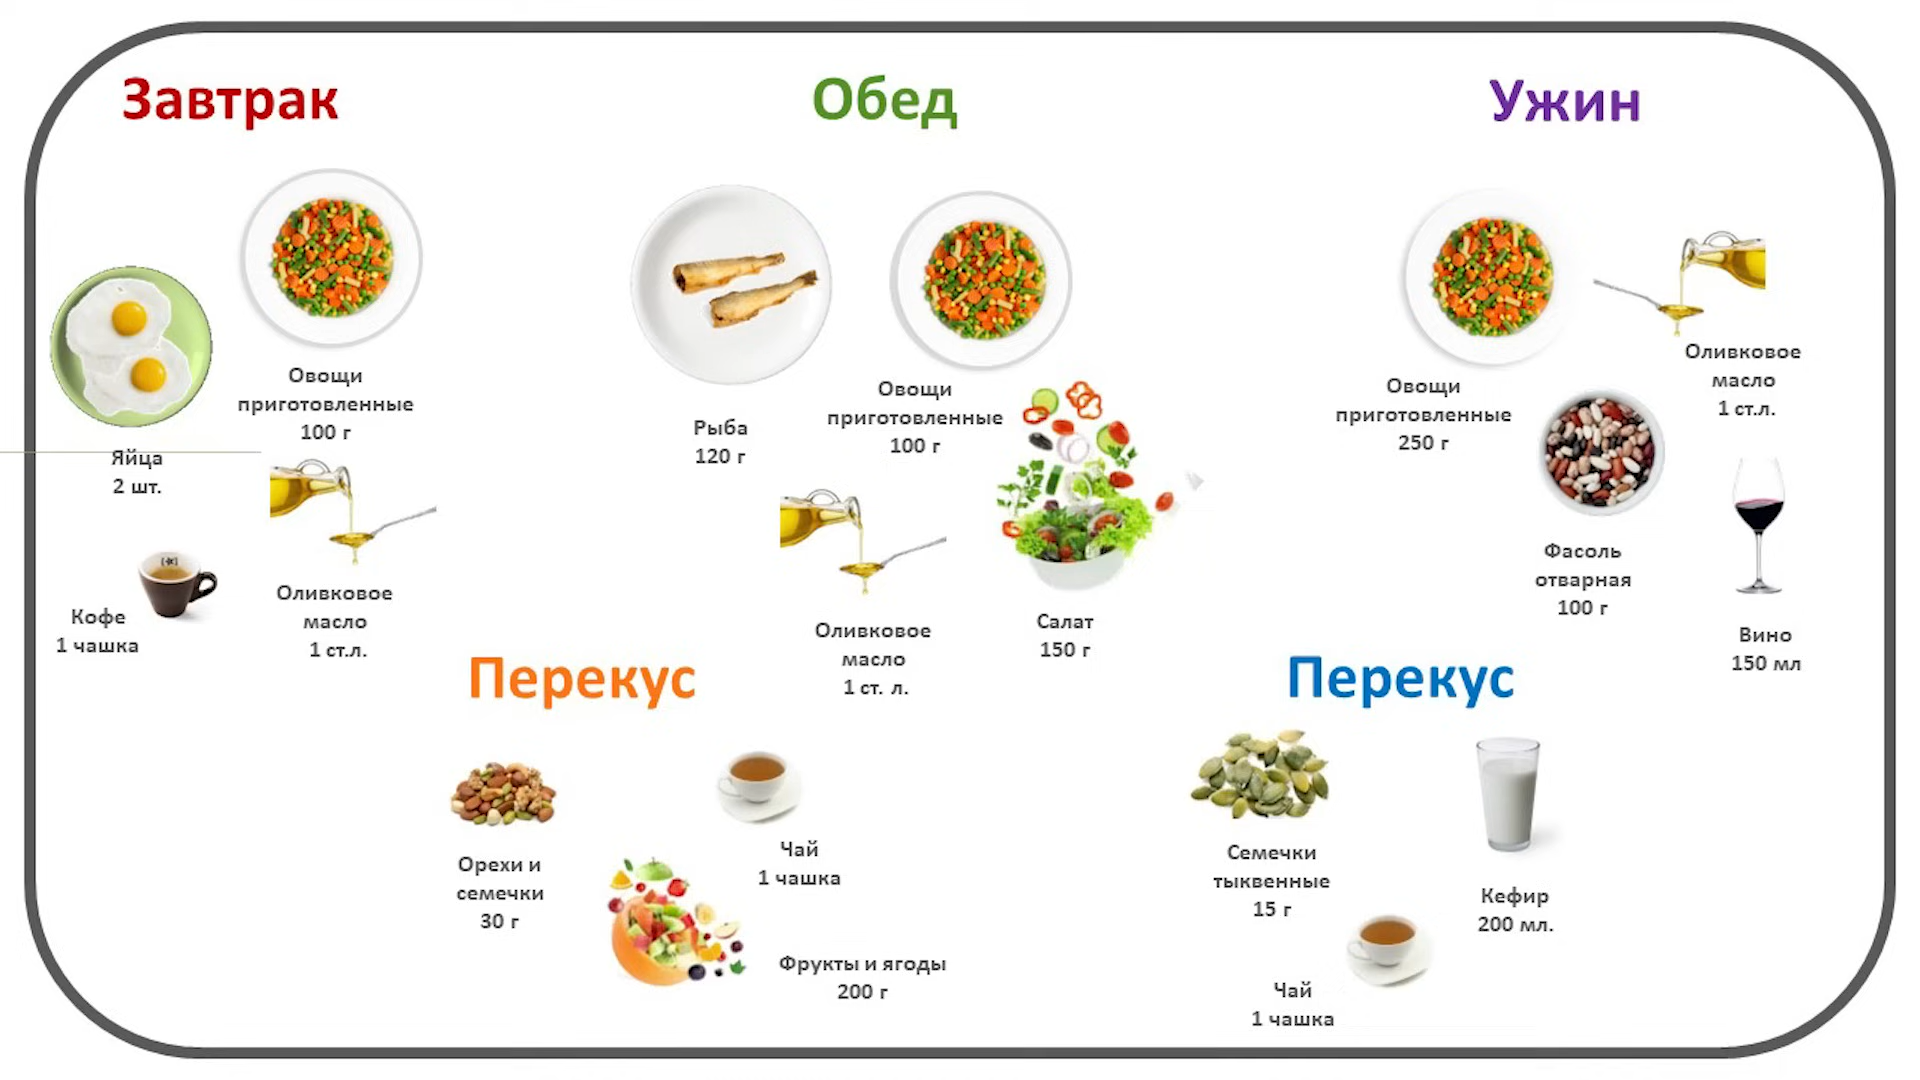 Завтрак
Овощи
приготовленные
100 г
Яйца
2 шт.
Кофе
1 чашка
Оливковое
масло
1 ст.л.
Обед
Рыба
120 г
Овощи
приготовленные
100 г
Оливковое
масло
1 ст. л.
Салат
150 г
Ужин
Овощи
приготовленные
250 г
Оливковое
масло
1 ст.л.
Фасоль
отварная
100 г
Вино
150 мл
Перекус
Орехи и
семечки
30 г
Чай
1 чашка
Фрукты и ягоды
200 г
Перекус
Семечки
тыквенные
15 г
Кефир
200 мл.
Чай
1 чашка